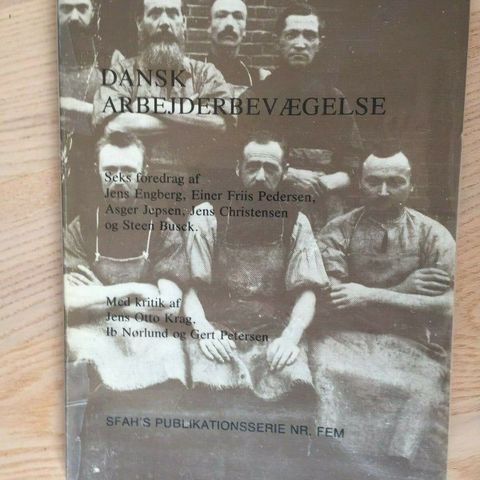 DANSK
ARBEJDERBEVÆGELSE
Seks foredrag af
Jens Engberg, Einer Friis Pedersen,
Asger Jepsen, Jens Christensen
og Steen Busck.
Med kritik af
Jens Otto Krag,
Ib Nørlund og Gert Petersen
SFAH'S PUBLIKATIONSSERIE NR. FEM